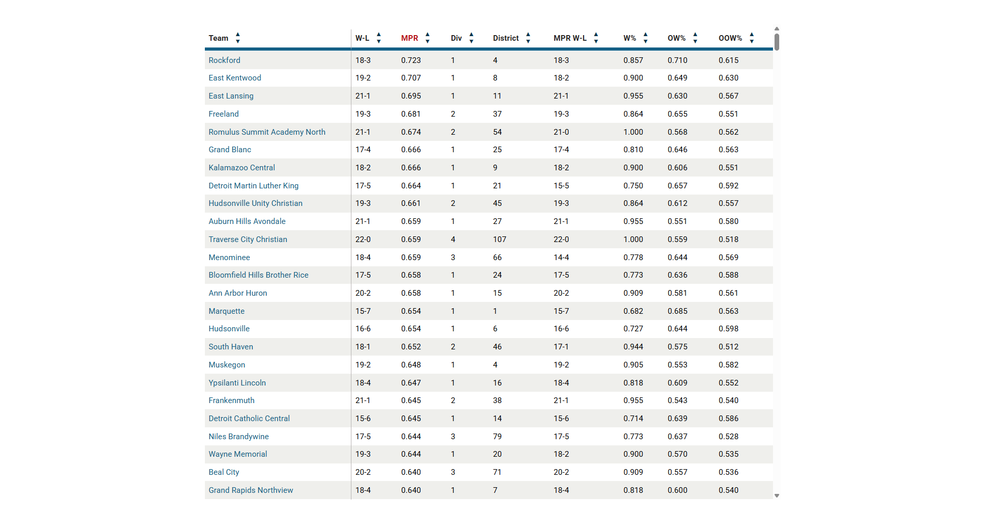 Team W-L MPR Div District MPR W-L W% OW% OOW%
Rockford 18-3 0.723 1 4 18-3 0.857 0.710 0.615
East Kentwood 19-2 0.707 1 8 18-2 0.900 0.649 0.630
East Lansing 21-1 0.695 1 11 21-1 0.955 0.630 0.567
Freeland 19-3 0.681 2 37 19-3 0.864 0.655 0.551
Romulus Summit Academy North 21-1 0.674 2 54 21-0 1.000 0.568 0.562
Grand Blanc 17-4 0.666 1 25 17-4 0.810 0.646 0.563
Kalamazoo Central 18-2 0.666 1 9 18-2 0.900 0.606 0.551
Detroit Martin Luther King 17-5 0.664 1 21 15-5 0.750 0.657 0.592
Hudsonville Unity Christian 19-3 0.661 2 45 19-3 0.864 0.612 0.557
Auburn Hills Avondale 21-1 0.659 1 27 21-1 0.955 0.551 0.580
Traverse City Christian 22-0 0.659 4 107 22-0 1.000 0.559 0.518
Menominee 18-4 0.659 3 66 14-4 0.778 0.644 0.569
Bloomfield Hills Brother Rice 17-5 0.658 1 24 17-5 0.773 0.636 0.588
Ann Arbor Huron 20-2 0.658 1 15 20-2 0.909 0.581 0.561
Marquette 15-7 0.654 1 1 15-7 0.682 0.685 0.563
Hudsonville 16-6 0.654 1 6 16-6 0.727 0.644 0.598
South Haven 18-1 0.652 2 46 17-1 0.944 0.575 0.512
Muskegon 19-2 0.648 1 4 19-2 0.905 0.553 0.582
Ypsilanti Lincoln 18-4 0.647 1 16 18-4 0.818 0.609 0.552
Frankenmuth 21-1 0.645 2 38 21-1 0.955 0.543 0.540
Detroit Catholic Central 15-6 0.645 1 14 15-6 0.714 0.639 0.586
Niles Brandywine 17-5 0.644 3 79 17-5 0.773 0.637 0.528
Wayne Memorial 19-3 0.644 1 20 18-2 0.900 0.570 0.535
Beal City 20-2 0.640 3 71 20-2 0.909 0.557 0.536
Grand Rapids Northview 18-4 0.640 1 7 18-4 0.818 0.600 0.540